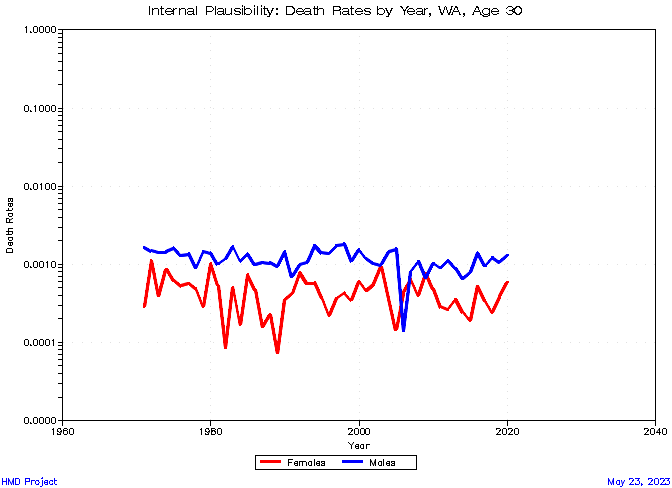 Internal Plausibility: Death Rates by Year, WA, Age 30
1.0000
0.1000
0.0100
0.0010
0.0001
0.0000
Death Rates
1960 1980 2000 2020 2040
Year
Females Males
HMD Project May 23, 2023